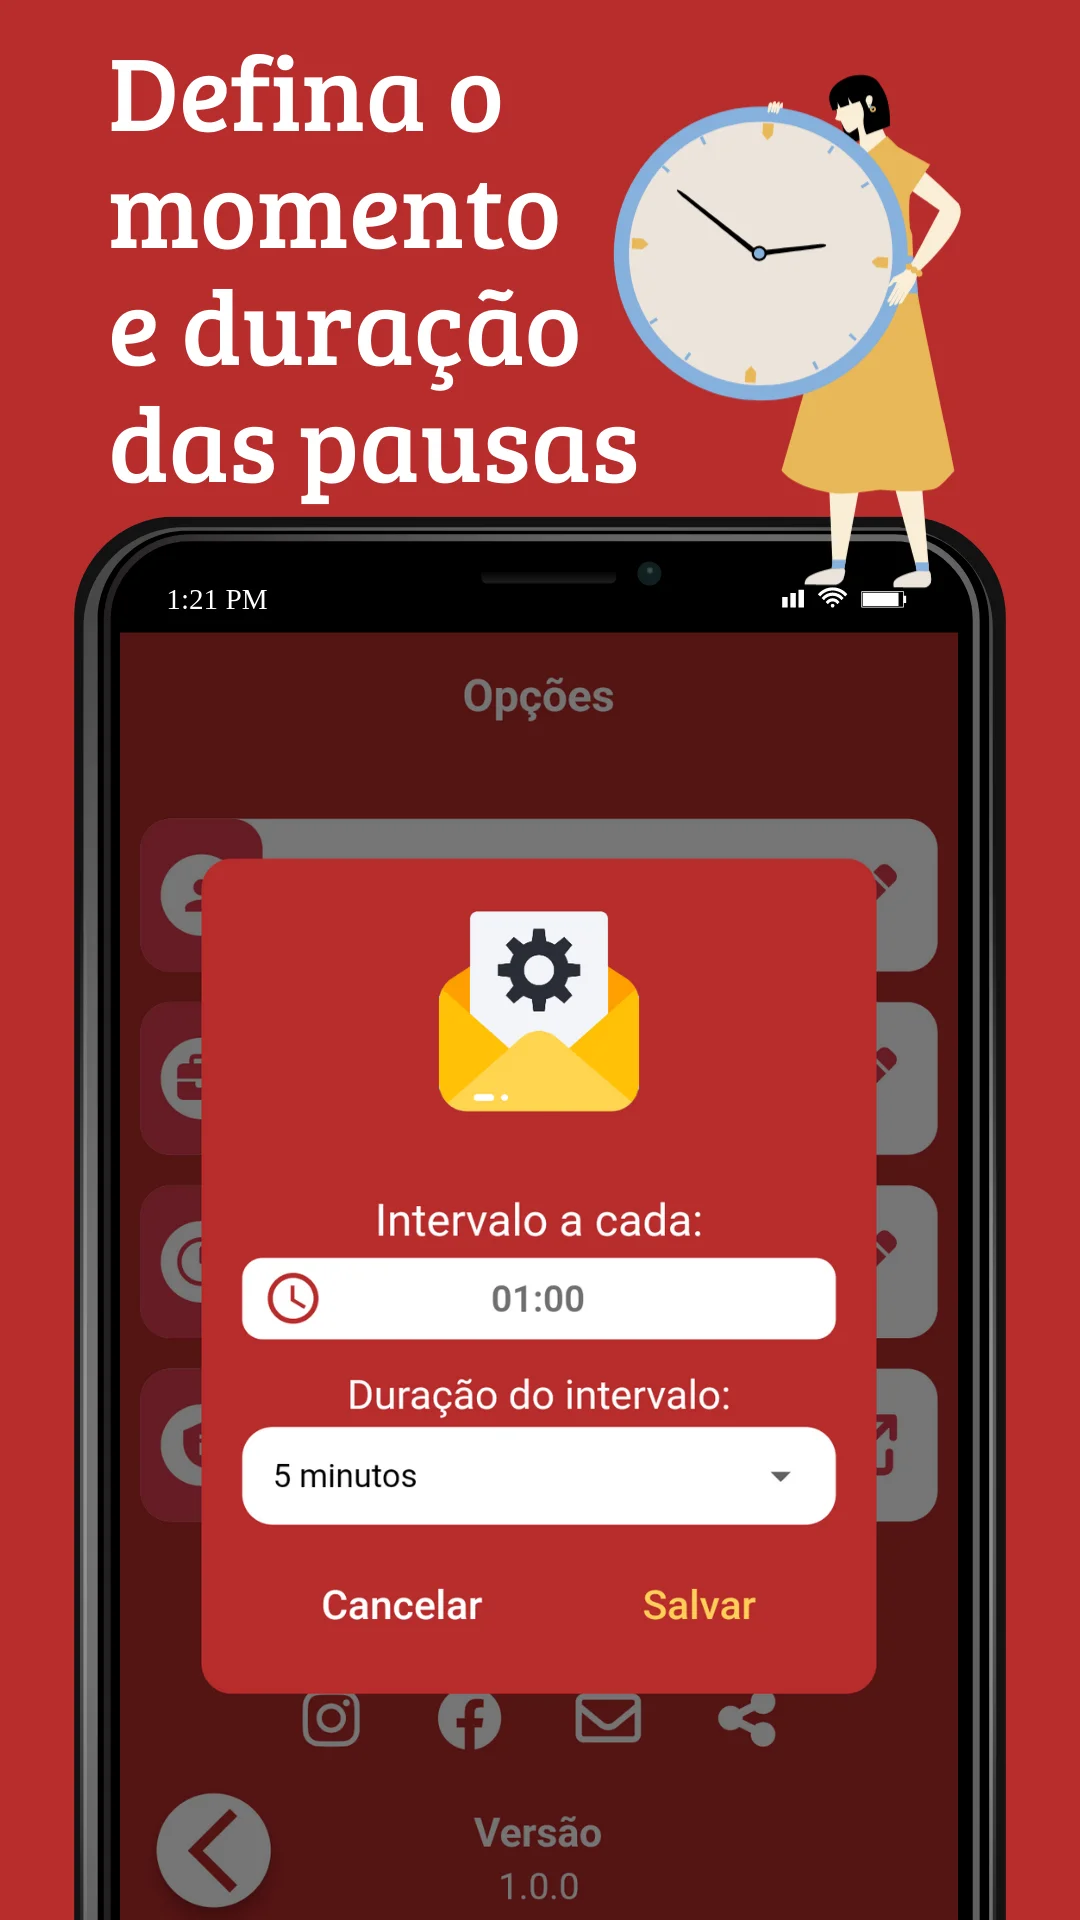 Defina o
momento
e duração
das pausas
1:21 PM
Opções
Intervalo a cada:
01:00
Duração do intervalo:
5 minutos
Cancelar
Salvar
Versão
1.0.0